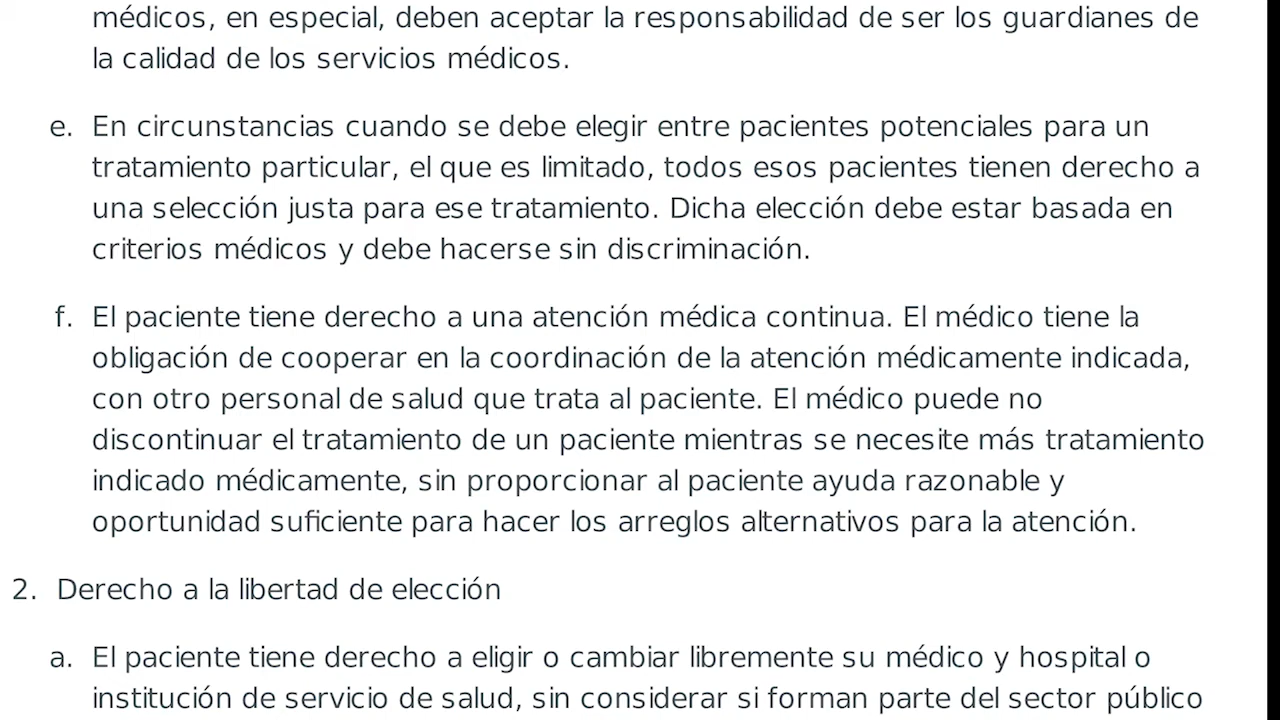 médicos, en especial, deben aceptar la responsabilidad de ser los guardianes de
la calidad de los servicios médicos.
e. En circunstancias cuando se debe elegir entre pacientes potenciales para un
tratamiento particular, el que es limitado, todos esos pacientes tienen derecho a
una selección justa para ese tratamiento. Dicha elección debe estar basada en
criterios médicos y debe hacerse sin discriminación.
f. El paciente tiene derecho a una atención médica continua. El médico tiene la
obligación de cooperar en la coordinación de la atención médicamente indicada,
con otro personal de salud que trata al paciente. El médico puede no
discontinuar el tratamiento de un paciente mientras se necesite más tratamiento
indicado médicamente, sin proporcionar al paciente ayuda razonable y
oportunidad suficiente para hacer los arreglos alternativos para la atención.
2. Derecho a la libertad de elección
a. El paciente tiene derecho a eligir o cambiar libremente su médico y hospital o
institución de servicio de salud, sin considerar si forman parte del sector público